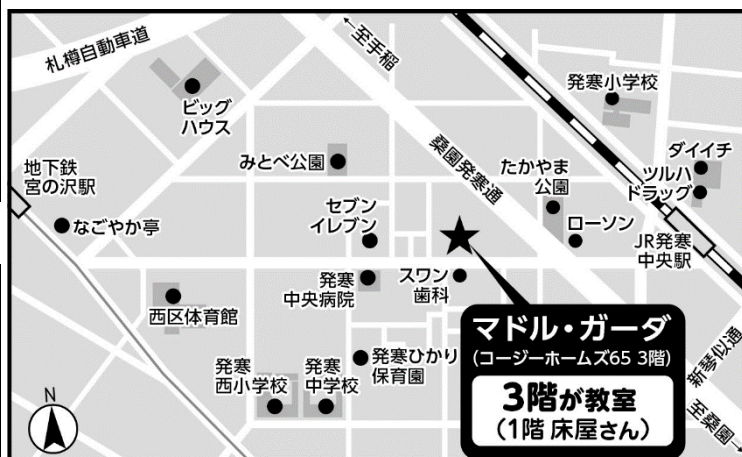 札樽自動車道
←至手稲
発寒小学校
ビッグ
ハウス
桑園発寒通
みとべ公園
たかやま
公園
ダイイチ
ツルハ
ドラッグ
地下鉄
宮の沢駅
なごやか亭
セブン
イレブン
ローソン
JR発寒
中央駅
発寒
中央病院
スワン
歯科
西区体育館
マドル・ガーダ
(コージーホームズ65 3階)
3階が教室
(1階 床屋さん)
新琴似通
至桑園→
発寒ひかり
保育園
発寒
西小学校
発寒
中学校
N